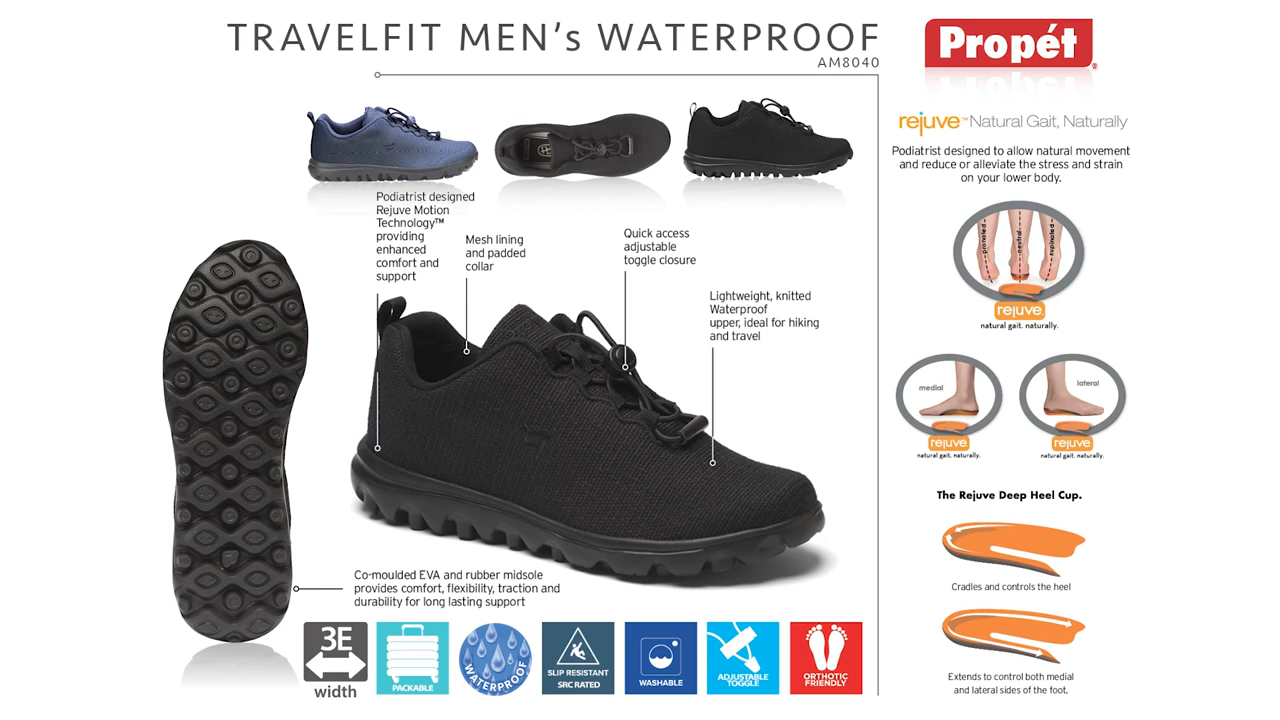 TRAVELFIT MEN's WATERPROOF
AM8040
Propét®
rejuve™ Natural Gait, Naturally
Podiatrist designed to allow natural movement
and reduce or alleviate the stress and strain
on your lower body.
Podiatrist designed
Rejuve Motion
Technology™
providing
enhanced
comfort and
support
Mesh lining
and padded
collar
Quick access
adjustable
toggle closure
Lightweight, knitted
Waterproof
upper, ideal for hiking
and travel
Co-moulded EVA and rubber midsole
provides comfort, flexibility, traction and
durability for long lasting support
3E
width
PACKABLE
WATERPROOF
SLIP RESISTANT
SRC RATED
WASHABLE
ADJUSTABLE
TOGGLE
ORTHOTIC
FRIENDLY
pronated
neutral
supinated
rejuve.
natural gait. naturally.
medial
rejuve.
natural gait. naturally.
lateral
rejuve.
natural gait. naturally.
The Rejuve Deep Heel Cup.
Cradles and controls the heel
Extends to control both medial
and lateral sides of the foot.